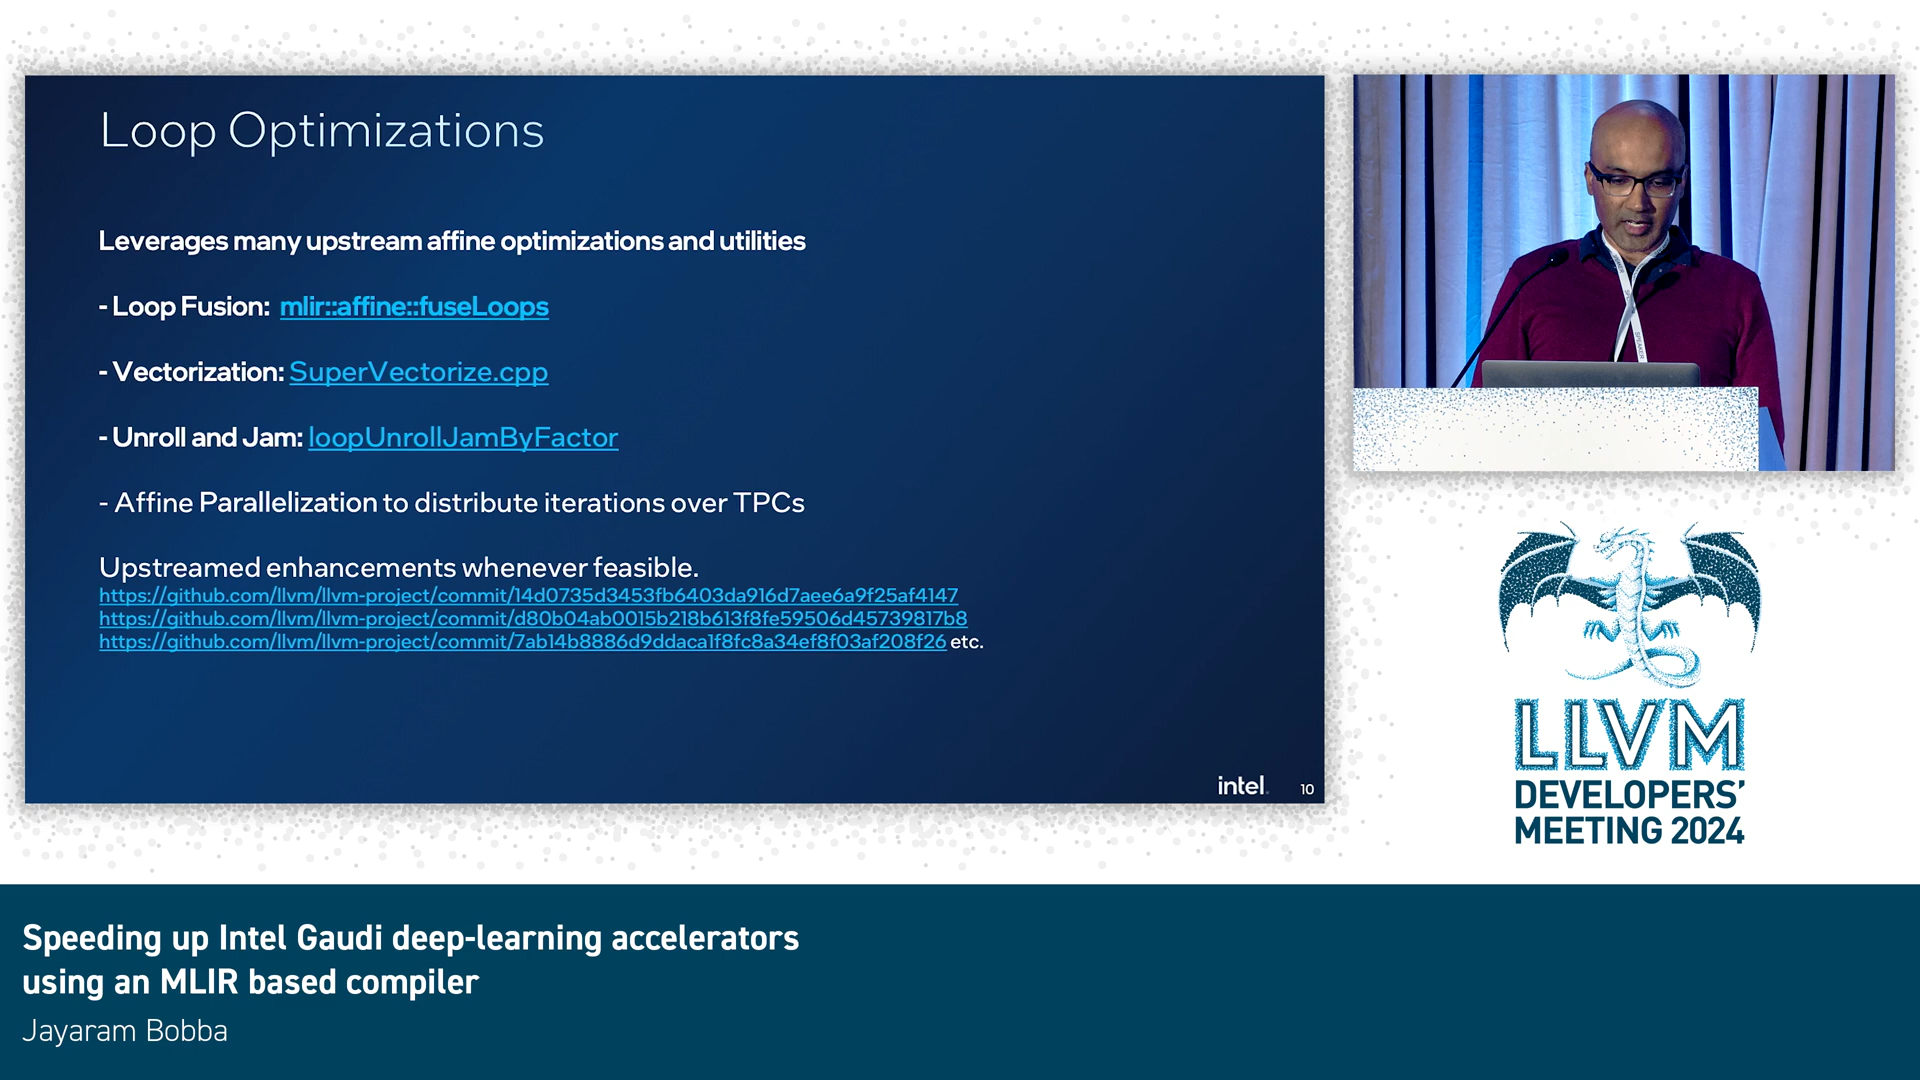 Loop Optimizations
Leverages many upstream affine optimizations and utilities
- Loop Fusion: mlir::affine::fuseLoops
- Vectorization: SuperVectorize.cpp
- Unroll and Jam: loopUnrollJamByFactor
- Affine Parallelization to distribute iterations over TPCs
Upstreamed enhancements whenever feasible.
https://github.com/llvm/llvm-project/commit/14d0735d3453fb6403da916d7aee6a9f25af4147
https://github.com/llvm/llvm-project/commit/d80b04ab0015b218b613f8fe59506d45739817b8
https://github.com/llvm/llvm-project/commit/7ab14b8886d9ddaca1f8fc8a34ef8f03af208f26 etc.
intel.
10
SPEAKER
LLVM
DEVELOPERS'
MEETING 2024
Speeding up Intel Gaudi deep-learning accelerators
using an MLIR based compiler
Jayaram Bobba